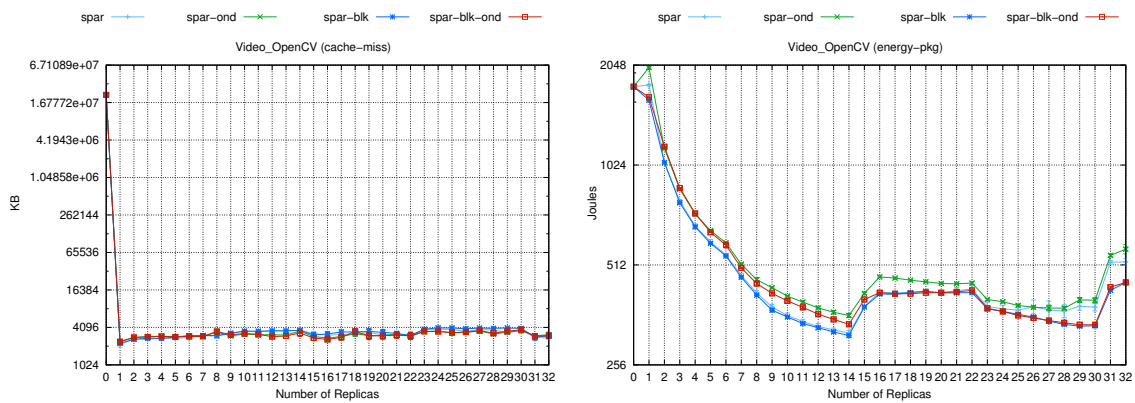 spar spar-ond spar-blk spar-blk-ond
Video_OpenCV (cache-miss)
6.71089e+07
1.67772e+07
4.1943e+06
1.04858e+06
262144
65536
16384
4096
1024
KB
0 1 2 3 4 5 6 7 8 9 10 11 12 13 14 15 16 17 18 19 20 21 22 23 24 25 26 27 28 29 30 31 32
Number of Replicas
spar spar-ond spar-blk spar-blk-ond
Video_OpenCV (energy-pkg)
2048
1024
512
256
Joules
0 1 2 3 4 5 6 7 8 9 10 11 12 13 14 15 16 17 18 19 20 21 22 23 24 25 26 27 28 29 30 31 32
Number of Replicas